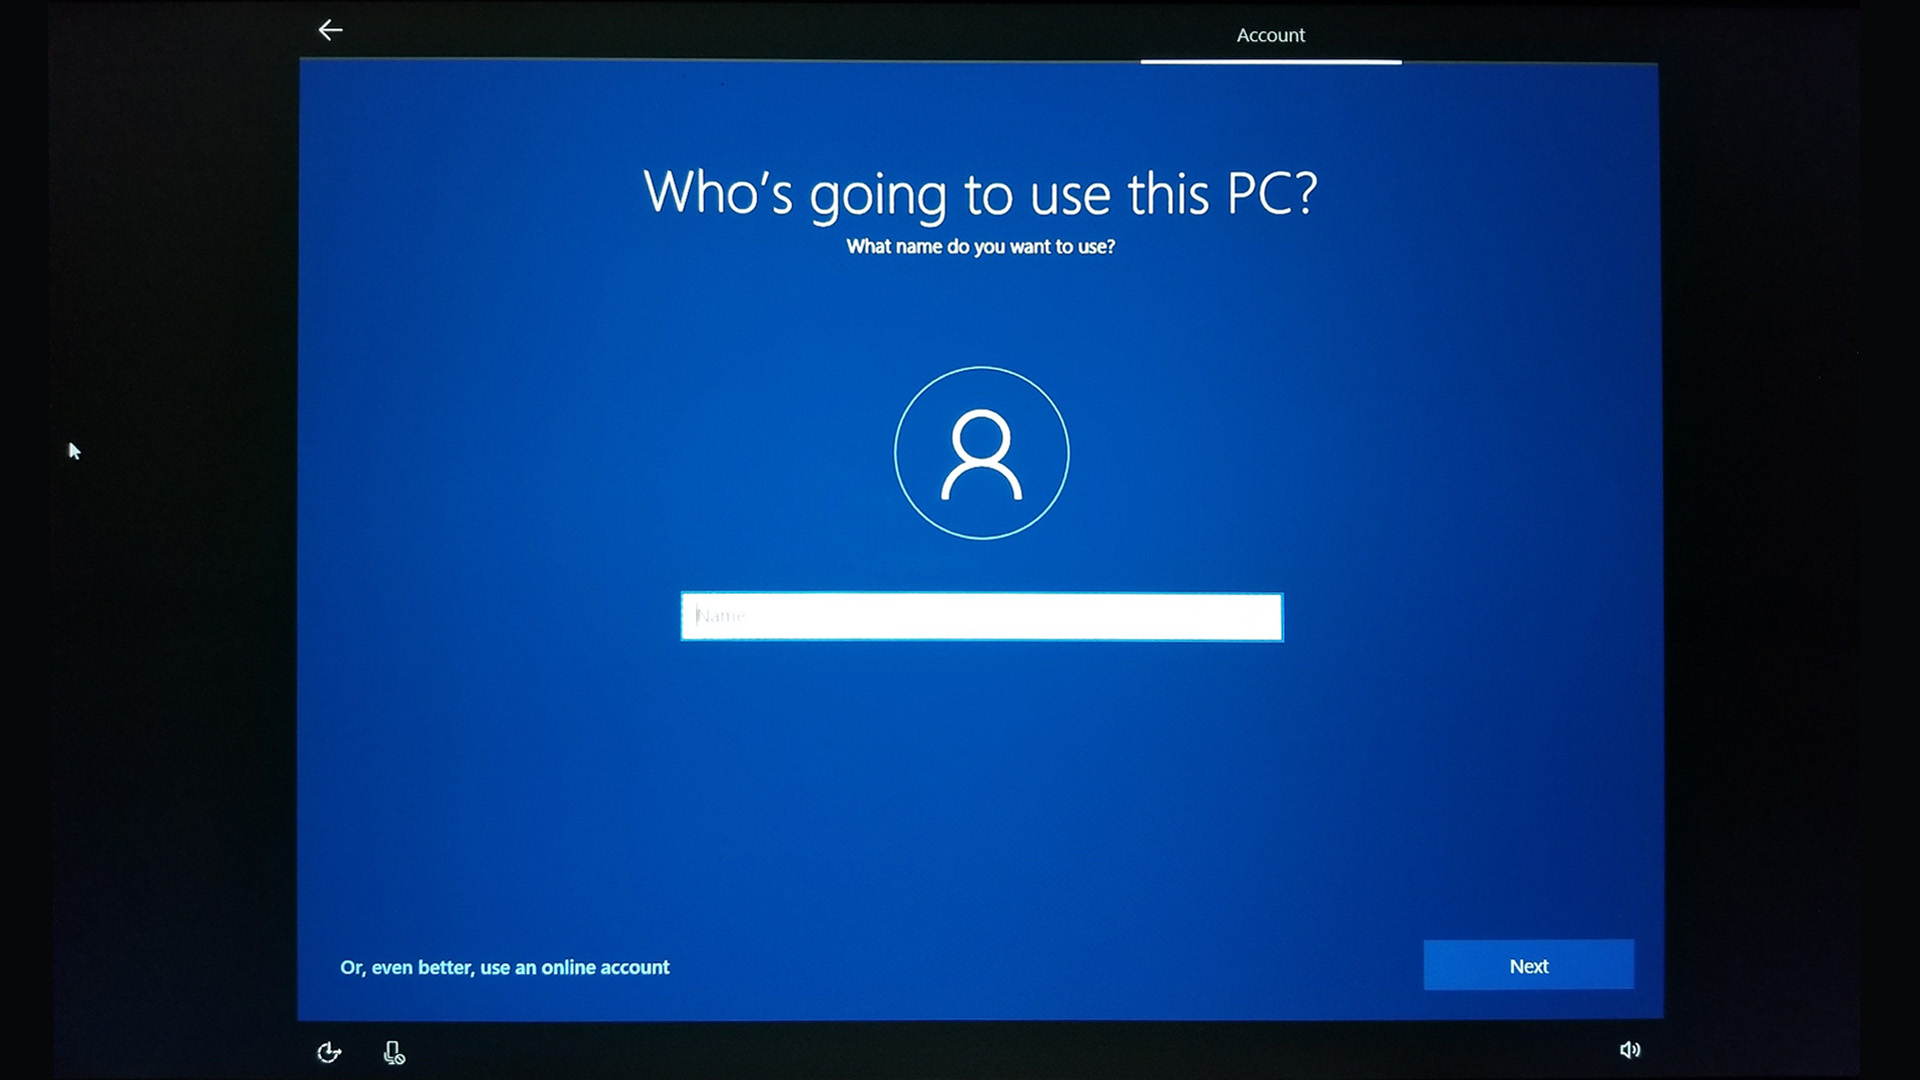 Account
Who's going to use this PC?
What name do you want to use?
Name
Or, even better, use an online account
Next